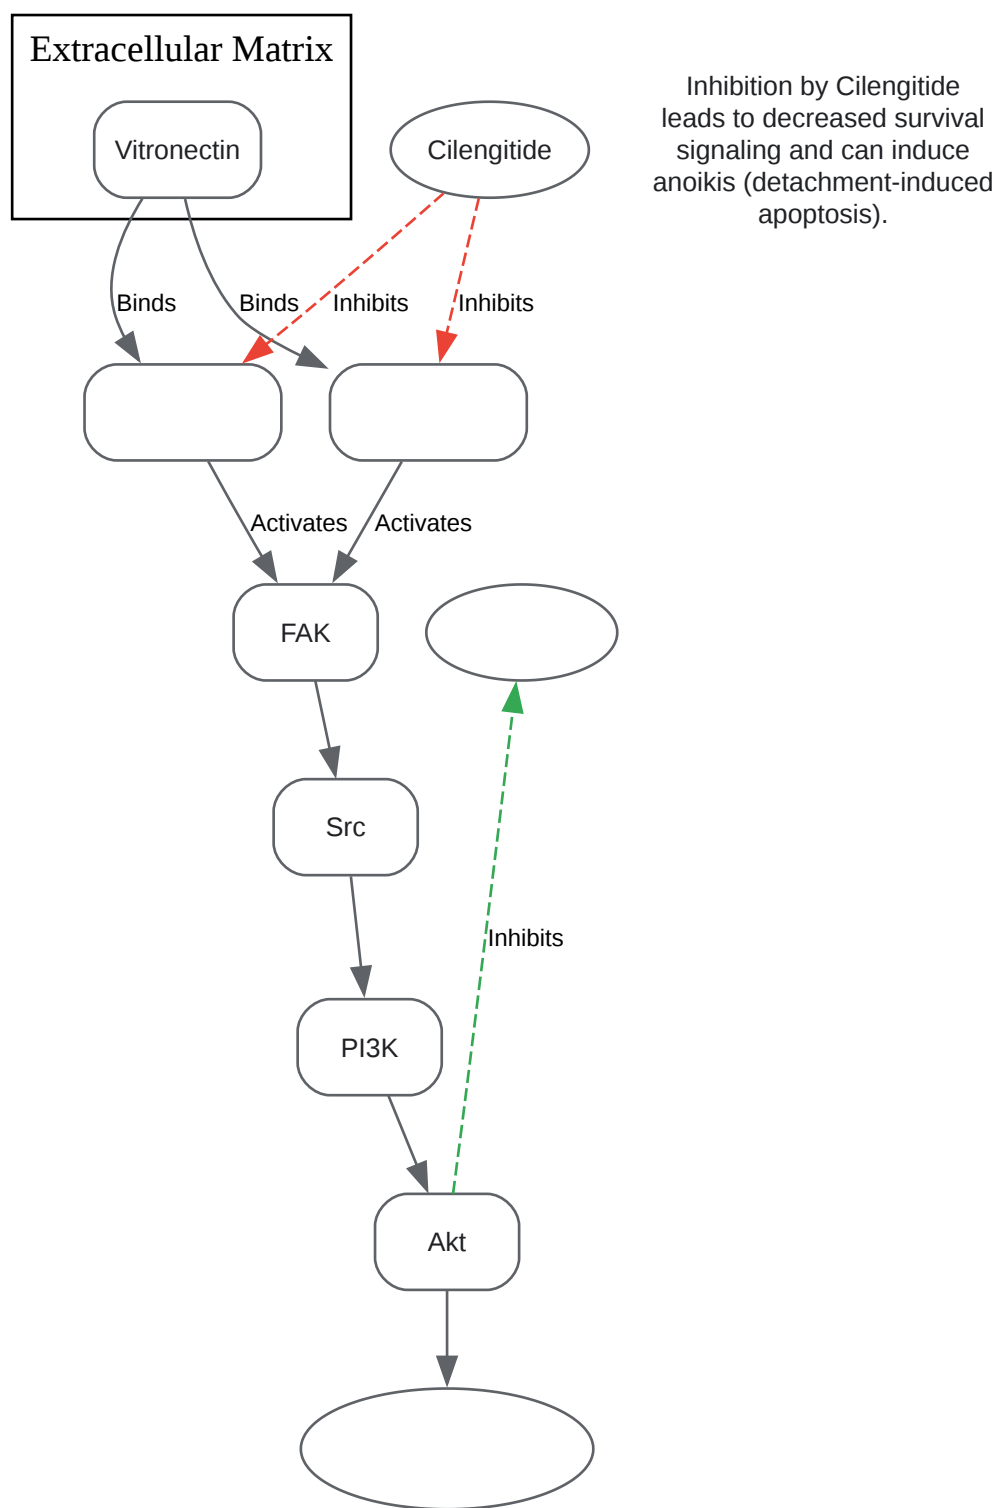 Extracellular Matrix
Vitronectin
Cilengitide
Inhibition by Cilengitide
leads to decreased survival
signaling and can induce
anoikis (detachment-induced
apoptosis).
Binds
Binds
Inhibits
Inhibits
Activates
Activates
FAK
Src
Inhibits
PI3K
Akt